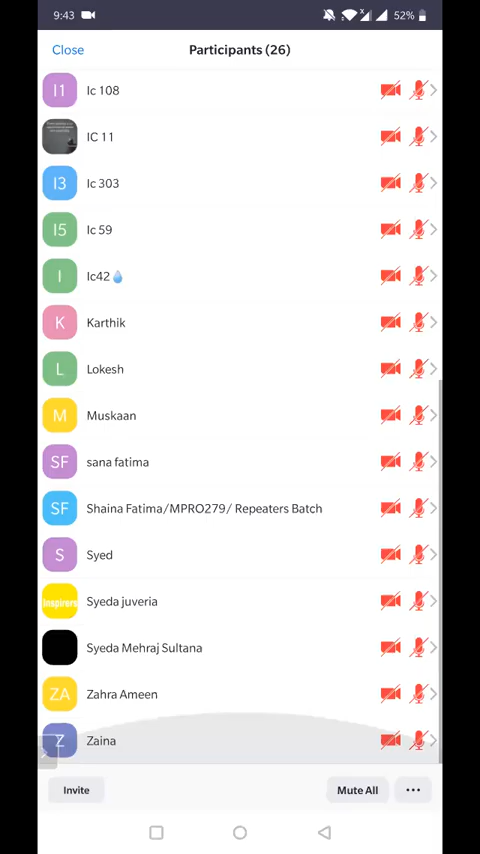 9:43
52%
Close
Participants (26)
I1 Ic 108
IC 11
I3 Ic 303
I5 Ic 59
I Ic42💧
K Karthik
L Lokesh
M Muskaan
SF sana fatima
SF Shaina Fatima/MPRO279/ Repeaters Batch
S Syed
Inspirers Syeda juveria
Syeda Mehraj Sultana
ZA Zahra Ameen
Z Zaina
Invite
Mute All
...